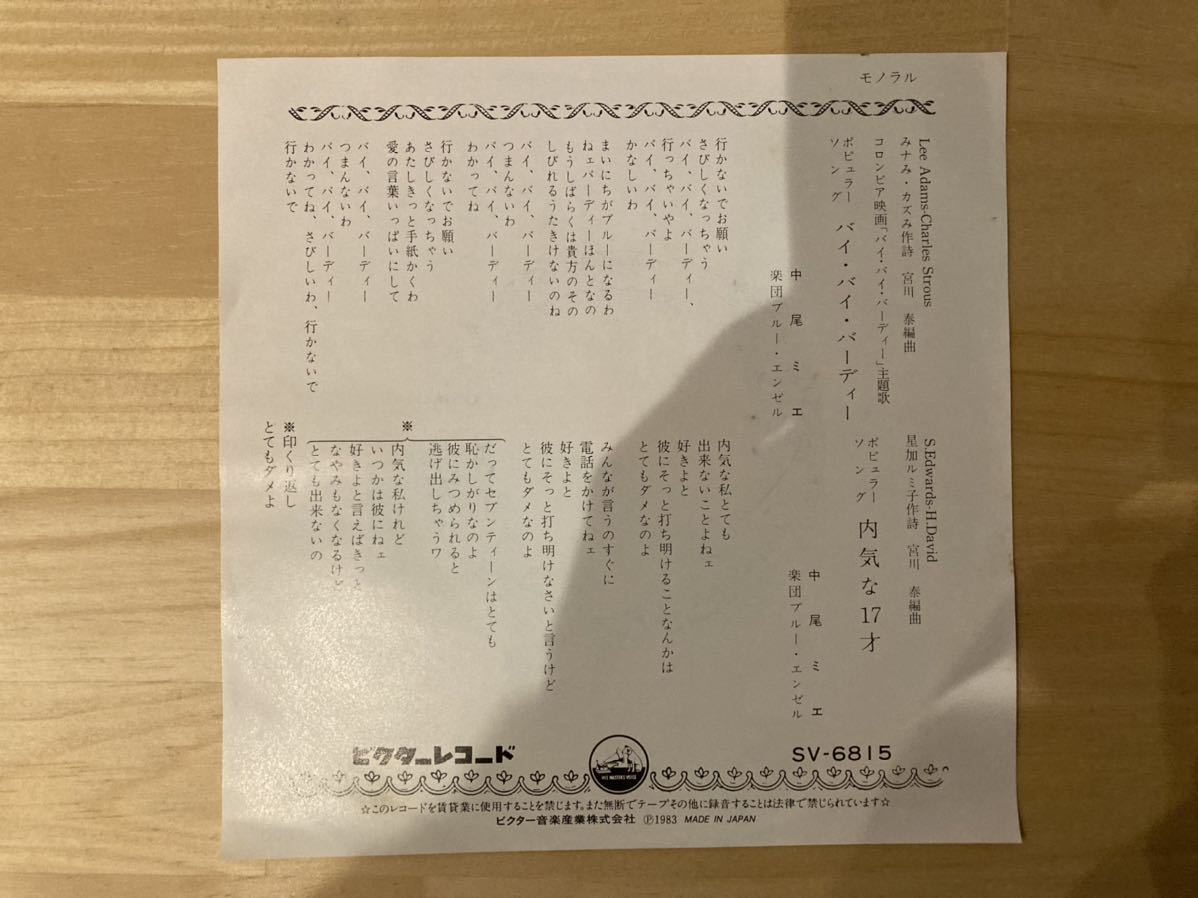 モノラル
Lee Adams-Charles Strous
みナみ・カズみ作詩 宮川 泰編曲
コロンビア映画「バイ・バイ・バーディー」主題歌
ポピュラー
ソング
バイ・バイ・バーディー
中尾ミエ
楽団ブルー・エンゼル
行かないでお願い
さびしくなっちゃう
バイ、バイ、バーディー、
行っちゃいやよ
バイ、バイ、バーディー
かなしいわ
まいにちがブルーになるわ
ねェバーディーほんとなの
もうしばらくは貴方のその
しびれるうたきけないのね
バイ、バイ、バーディー
つまんないわ
バイ、バイ、バーディー
わかってね
行かないでお願い
さびしくなっちゃう
あたしきっと手紙かくわ
愛の言葉いっぱいにして
バイ、バイ、バーディー
つまんないわ
バイ、バイ、バーディー
わかってね、さびしいわ、行かないで
行かないで
S.Edwards-H.David
星加ルミ子作詩 宮川 泰編曲
ポピュラー
ソング
内気な17才
中尾ミエ
楽団ブルー・エンゼル
内気な私とても
出来ないことよねェ
好きよと
彼にそっと打ち明けることなんかは
とてもダメなのよ
みんなが言うのすぐに
電話をかけてねェ
好きよと
彼にそっと打ち明けなさいと言うけど
とてもダメなのよ
だってセブンティーンはとても
恥かしがりなのよ
彼にみつめられると
逃げ出しちゃうワ
※
内気な私けれど
いつかは彼にねェ
好きよと言えばきっと
なやみもなくなるけど
とても出来ないの
※印くり返し
とてもダメよ
ビクターレコード
HIS MASTER'S VOICE
SV-6815
☆このレコードを賃貸業に使用することを禁じます。また無断でテープその他に録音することは法律で禁じられています☆
ビクター音楽産業株式会社 Ⓟ1983 MADE IN JAPAN